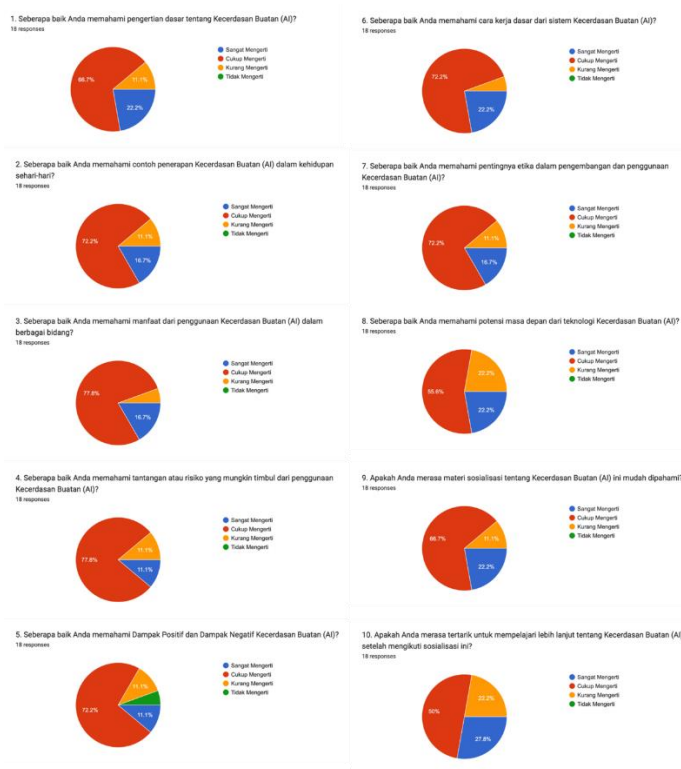 1. Seberapa baik Anda memahami pengertian dasar tentang Kecerdasan Buatan (AI)?
18 responses
Sangat Mengerti
Cukup Mengerti
Kurang Mengerti
Tidak Mengerti
66.7%
11.1%
22.2%
2. Seberapa baik Anda memahami contoh penerapan Kecerdasan Buatan (AI) dalam kehidupan
sehari-hari?
18 responses
Sangat Mengerti
Cukup Mengerti
Kurang Mengerti
Tidak Mengerti
72.2%
11.1%
16.7%
3. Seberapa baik Anda memahami manfaat dari penggunaan Kecerdasan Buatan (AI) dalam
berbagai bidang?
18 responses
Sangat Mengerti
Cukup Mengerti
Kurang Mengerti
Tidak Mengerti
77.8%
16.7%
4. Seberapa baik Anda memahami tantangan atau risiko yang mungkin timbul dari penggunaan
Kecerdasan Buatan (AI)?
18 responses
Sangat Mengerti
Cukup Mengerti
Kurang Mengerti
Tidak Mengerti
77.8%
11.1%
11.1%
5. Seberapa baik Anda memahami Dampak Positif dan Dampak Negatif Kecerdasan Buatan (AI)?
18 responses
Sangat Mengerti
Cukup Mengerti
Kurang Mengerti
Tidak Mengerti
72.2%
11.1%
11.1%
6. Seberapa baik Anda memahami cara kerja dasar dari sistem Kecerdasan Buatan (AI)?
18 responses
Sangat Mengerti
Cukup Mengerti
Kurang Mengerti
Tidak Mengerti
72.2%
22.2%
7. Seberapa baik Anda memahami pentingnya etika dalam pengembangan dan penggunaan
Kecerdasan Buatan (AI)?
18 responses
Sangat Mengerti
Cukup Mengerti
Kurang Mengerti
Tidak Mengerti
72.2%
11.1%
16.7%
8. Seberapa baik Anda memahami potensi masa depan dari teknologi Kecerdasan Buatan (AI)?
18 responses
Sangat Mengerti
Cukup Mengerti
Kurang Mengerti
Tidak Mengerti
55.6%
22.2%
22.2%
9. Apakah Anda merasa materi sosialisasi tentang Kecerdasan Buatan (AI) ini mudah dipahami?
18 responses
Sangat Mengerti
Cukup Mengerti
Kurang Mengerti
Tidak Mengerti
66.7%
11.1%
22.2%
10. Apakah Anda merasa tertarik untuk mempelajari lebih lanjut tentang Kecerdasan Buatan (AI)
setelah mengikuti sosialisasi ini?
18 responses
Sangat Mengerti
Cukup Mengerti
Kurang Mengerti
Tidak Mengerti
50%
22.2%
27.8%